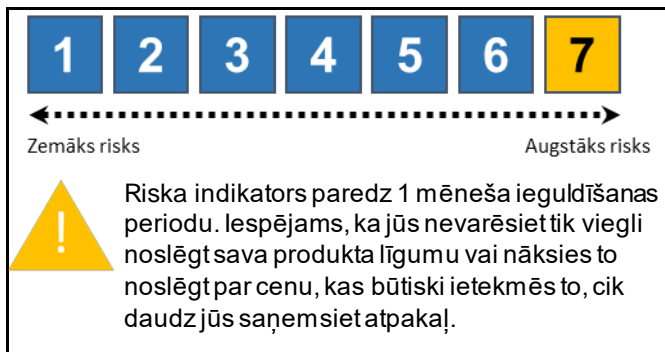 1 2 3 4 5 6 7
Zemāks risks Augstāks risks
!
Riska indikators paredz 1 mēneša ieguldīšanas
periodu. Iespējams, ka jūs nevarēsiet tik viegli
noslēgt sava produkta līgumu vai nāksies to
noslēgt par cenu, kas būtiski ietekmēs to, cik
daudz jūs saņemsiet atpakaļ.